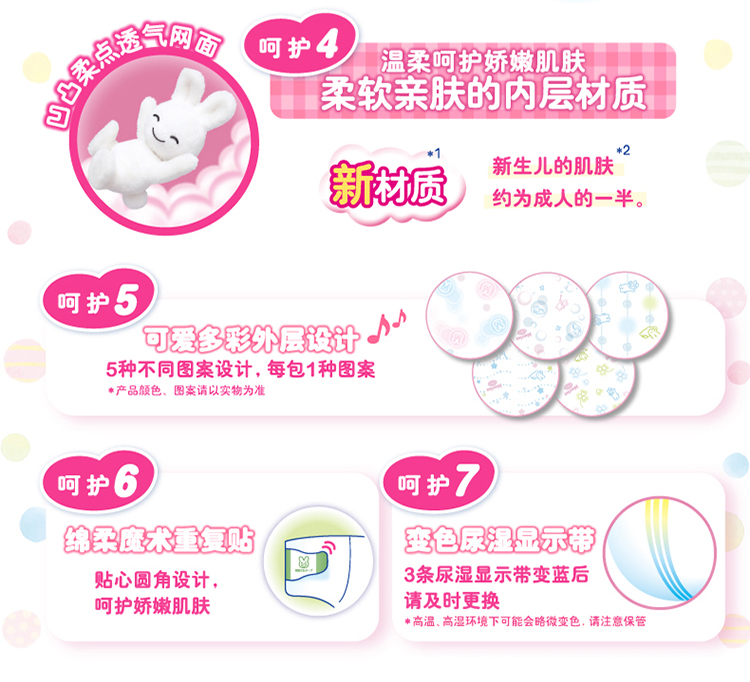 凹凸柔点透气网面
呵护4
温柔呵护娇嫩肌肤
柔软亲肤的内层材质
新材质*1
新生儿的肌肤*2
约为成人的一半。
呵护5
可爱多彩外层设计
5种不同图案设计，每包1种图案
*产品颜色、图案请以实物为准
呵护6
绵柔魔术重复贴
贴心圆角设计，
呵护娇嫩肌肤
呵护7
变色尿湿显示带
3条尿湿显示带变蓝后
请及时更换
*高温、高湿环境下可能会略微变色，请注意保管